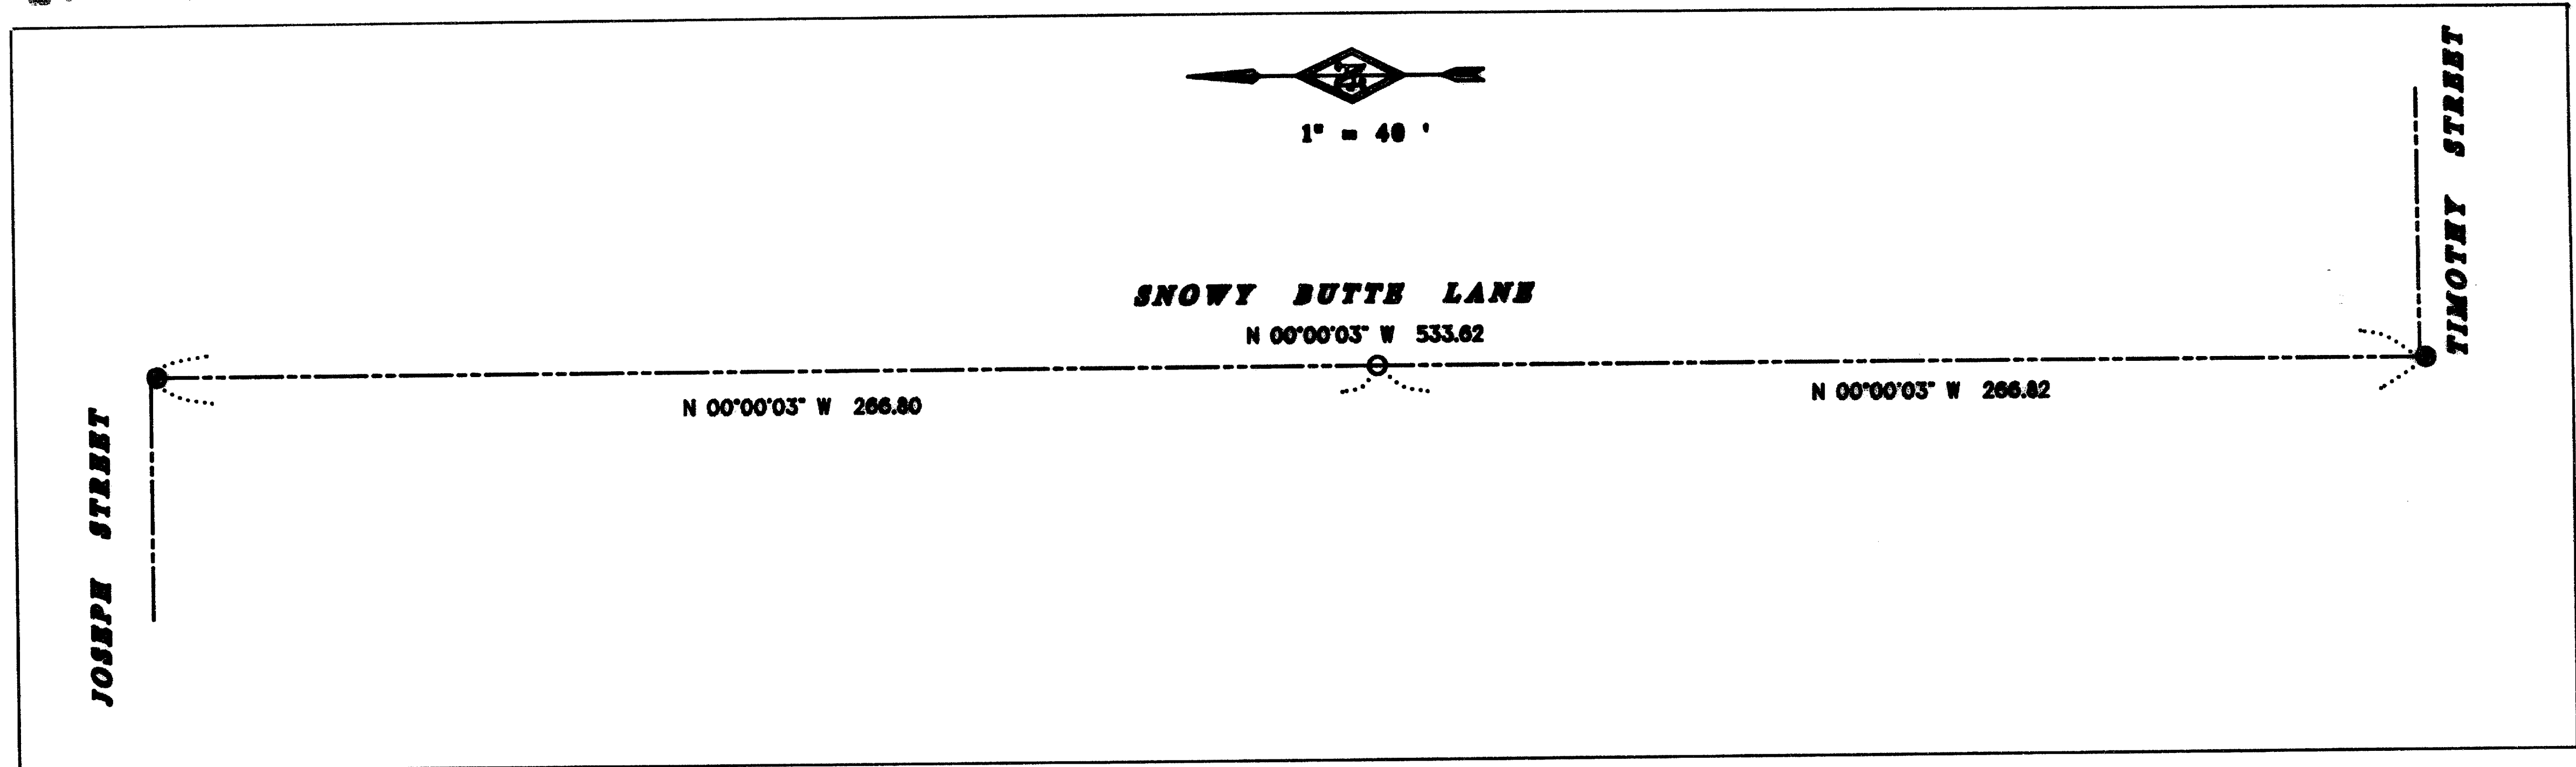 N
1" = 40 '
TIMOTHY STREET
SNOWY BUTTE LANE
N 00°00'03" W 533.62
N 00°00'03" W 266.80
N 00°00'03" W 266.82
JOSEPH STREET